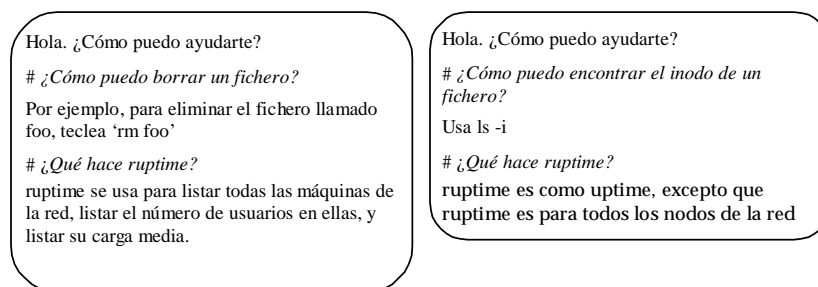 Hola. ¿Cómo puedo ayudarte?
# ¿Cómo puedo borrar un fichero?
Por ejemplo, para eliminar el fichero llamado
foo, teclea ‘rm foo’
# ¿Qué hace ruptime?
ruptime se usa para listar todas las máquinas de
la red, listar el número de usuarios en ellas, y
listar su carga media.
Hola. ¿Cómo puedo ayudarte?
# ¿Cómo puedo encontrar el inodo de un
fichero?
Usa ls -i
# ¿Qué hace ruptime?
ruptime es como uptime, excepto que
ruptime es para todos los nodos de la red